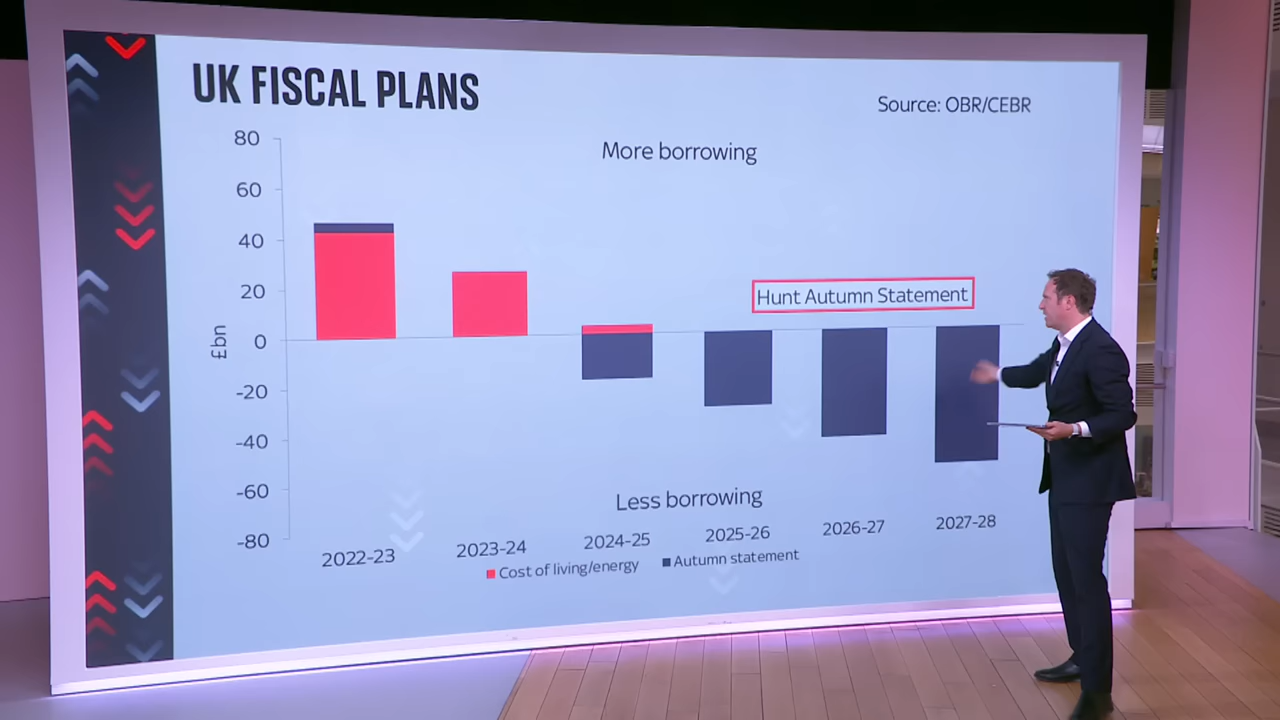 UK FISCAL PLANS
Source: OBR/CEBR
More borrowing
80
60
40
20
0
-20
-40
-60
-80
£bn
Hunt Autumn Statement
Less borrowing
2022-23
2023-24
2024-25
2025-26
2026-27
2027-28
Cost of living/energy
Autumn statement